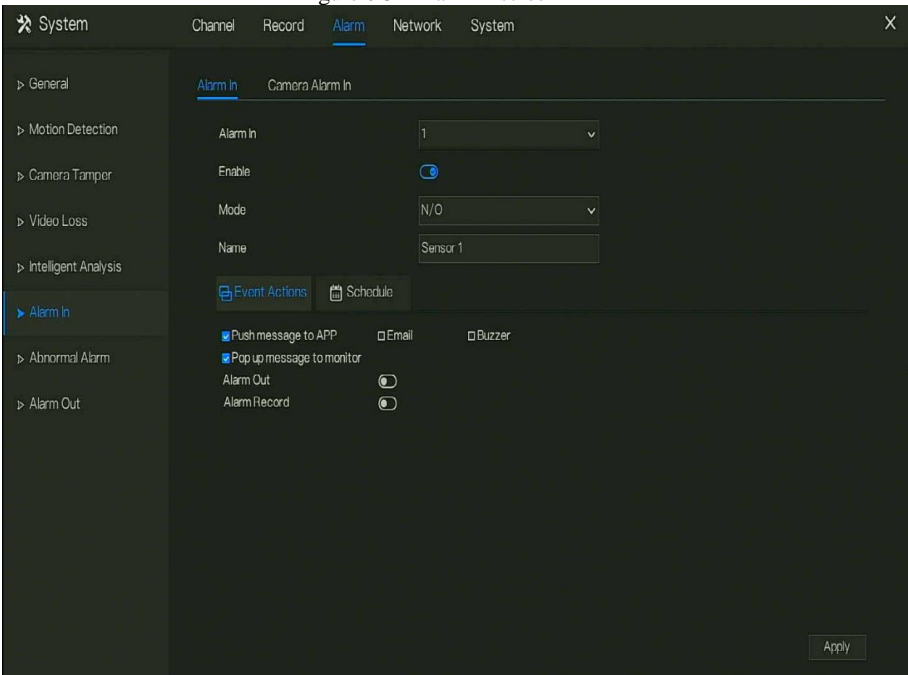 System Channel Record Alarm Network System X
General
Motion Detection
Camera Tamper
Video Loss
Intelligent Analysis
Alarm In
Abnormal Alarm
Alarm Out
Alarm In Camera Alarm In
Alarm In 1
Enable
Mode N/O
Name Sensor 1
Event Actions Schedule
Push message to APP Email Buzzer
Pop up message to monitor
Alarm Out
Alarm Record
Apply